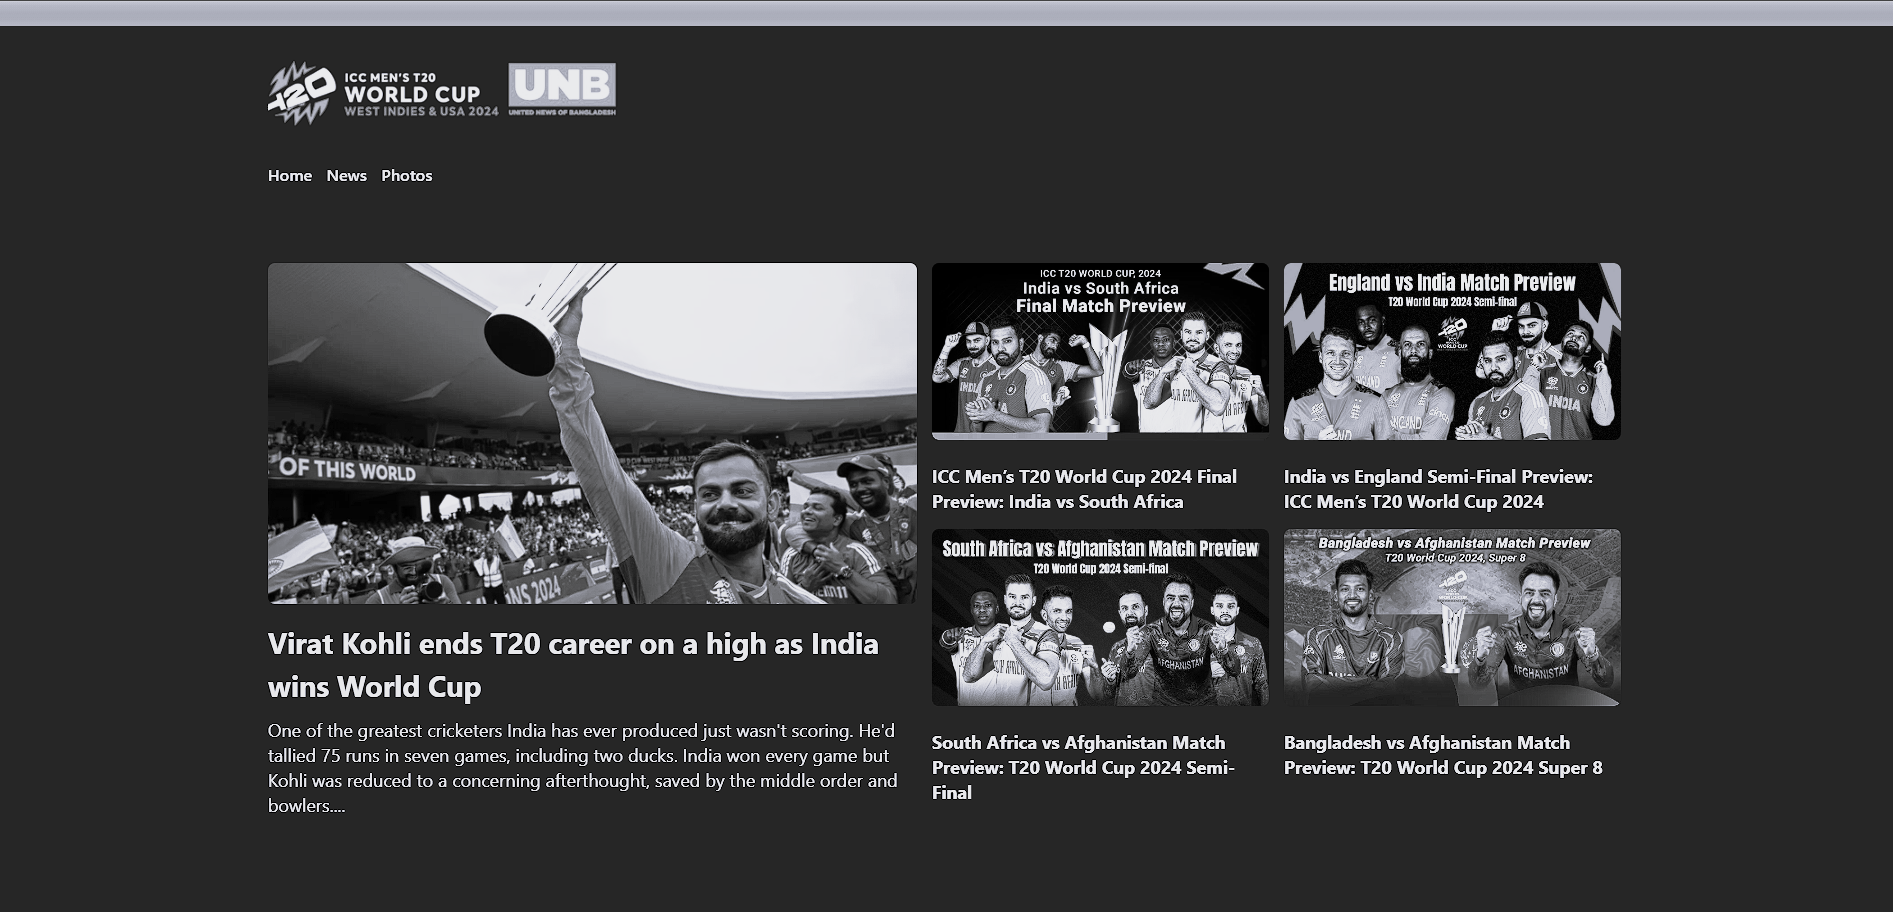 ICC MEN'S T20
WORLD CUP
WEST INDIES & USA 2024
UNB
UNITED NEWS OF BANGLADESH
Home News Photos
OF THIS WORLD
NS 2024
Virat Kohli ends T20 career on a high as India
wins World Cup
One of the greatest cricketers India has ever produced just wasn't scoring. He'd
tallied 75 runs in seven games, including two ducks. India won every game but
Kohli was reduced to a concerning afterthought, saved by the middle order and
bowlers....
ICC T20 WORLD CUP, 2024
India vs South Africa
Final Match Preview
ICC Men’s T20 World Cup 2024 Final
Preview: India vs South Africa
England vs India Match Preview
T20 World Cup 2024 Semi-final
WORLD CUP
ENGLAND
INDIA
India vs England Semi-Final Preview:
ICC Men’s T20 World Cup 2024
South Africa vs Afghanistan Match Preview
T20 World Cup 2024 Semi-final
AFGHANISTAN
South Africa vs Afghanistan Match
Preview: T20 World Cup 2024 Semi-
Final
Bangladesh vs Afghanistan Match Preview
T20 World Cup 2024, Super 8
AFGHANISTAN
Bangladesh vs Afghanistan Match
Preview: T20 World Cup 2024 Super 8